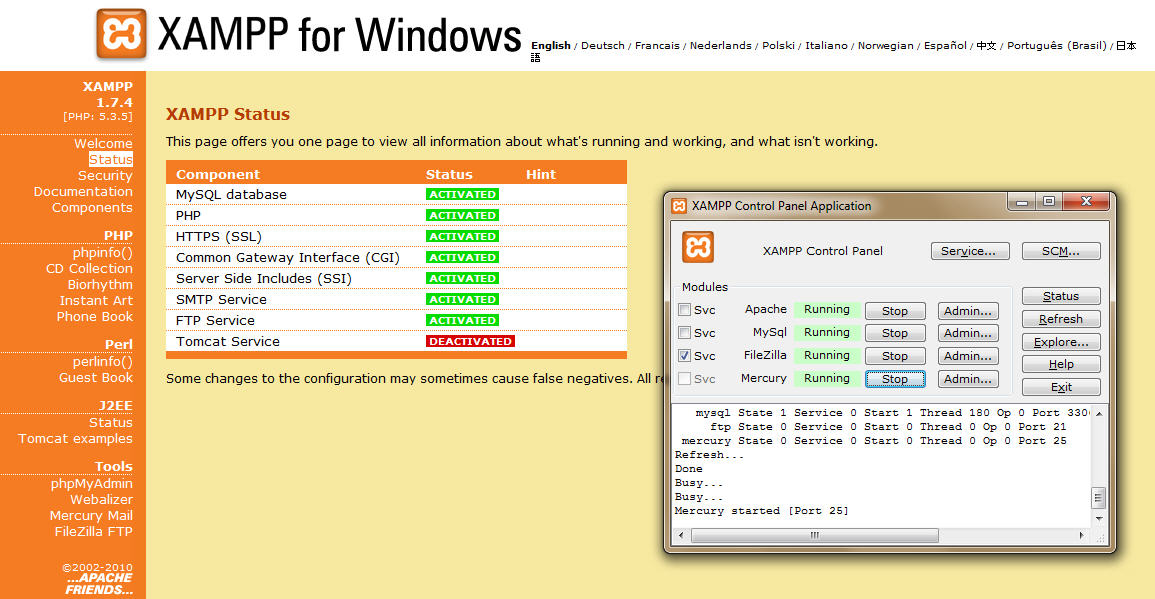 XAMPP for Windows
English / Deutsch / Francais / Nederlands / Polski / Italiano / Norwegian / Español / 中文 / Português (Brasil) / 日本
語
XAMPP
1.7.4
[PHP: 5.3.5]
Welcome
Status
Security
Documentation
Components
PHP
phpinfo()
CD Collection
Biorhythm
Instant Art
Phone Book
Perl
perlinfo()
Guest Book
J2EE
Status
Tomcat examples
Tools
phpMyAdmin
Webalizer
Mercury Mail
FileZilla FTP
©2002-2010
...APACHE
FRIENDS...
XAMPP Status
This page offers you one page to view all information about what's running and working, and what isn't working.
Component Status Hint
MySQL database ACTIVATED
PHP ACTIVATED
HTTPS (SSL) ACTIVATED
Common Gateway Interface (CGI) ACTIVATED
Server Side Includes (SSI) ACTIVATED
SMTP Service ACTIVATED
FTP Service ACTIVATED
Tomcat Service DEACTIVATED
Some changes to the configuration may sometimes cause false negatives. All re
XAMPP Control Panel Application
XAMPP Control Panel Service... SCM...
Modules
Svc Apache Running Stop Admin...
Svc MySql Running Stop Admin...
Svc FileZilla Running Stop Admin...
Svc Mercury Running Stop Admin...
Status
Refresh
Explore...
Help
Exit
mysql State 1 Service 0 Start 1 Thread 180 Op 0 Port 330
ftp State 0 Service 0 Start 0 Thread 0 Op 0 Port 21
mercury State 0 Service 0 Start 0 Thread 0 Op 0 Port 25
Refresh...
Done
Busy...
Busy...
Mercury started [Port 25]